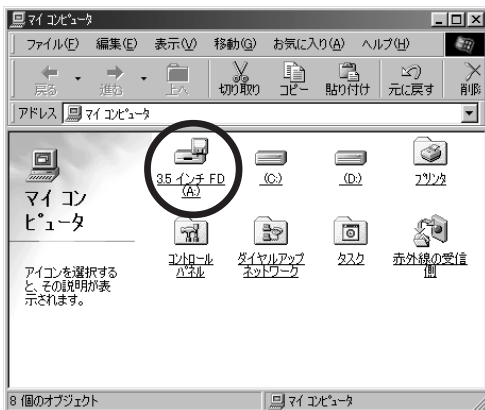 マイ コンピュータ
ファイル(F) 編集(E) 表示(V) 移動(G) お気に入り(A) ヘルプ(H)
戻る 進む 上へ 切り取り コピー 貼り付け 元に戻す 削除
アドレス マイ コンピュータ
マイ コン
ピュータ
アイコンを選択する
と、その説明が表
示されます。
3.5 インチ FD
(A:)
(C:)
(D:)
プリンタ
コントロール
パネル
ダイヤルアップ
ネットワーク
タスク
赤外線の受信
側
8 個のオブジェクト マイ コンピュータ